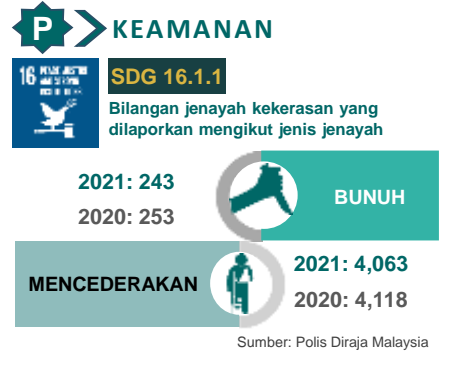 P
KEAMANAN
16
SDG 16.1.1
Bilangan jenayah kekerasan yang
dilaporkan mengikut jenis jenayah
2021: 243
2020: 253
BUNUH
MENCEDERAKAN
2021: 4,063
2020: 4,118
Sumber: Polis Diraja Malaysia